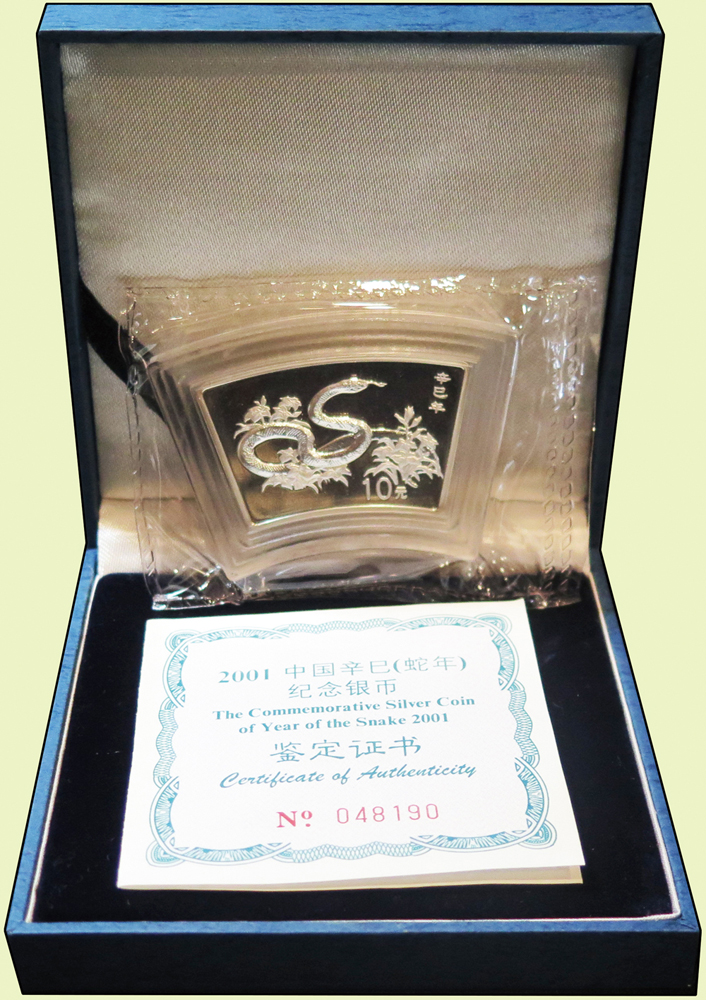 辛巳年
10元
2001 中国辛巳(蛇年)
纪念银币
The Commemorative Silver Coin
of Year of the Snake 2001
鉴定证书
Certificate of Authenticity
Nº 048190